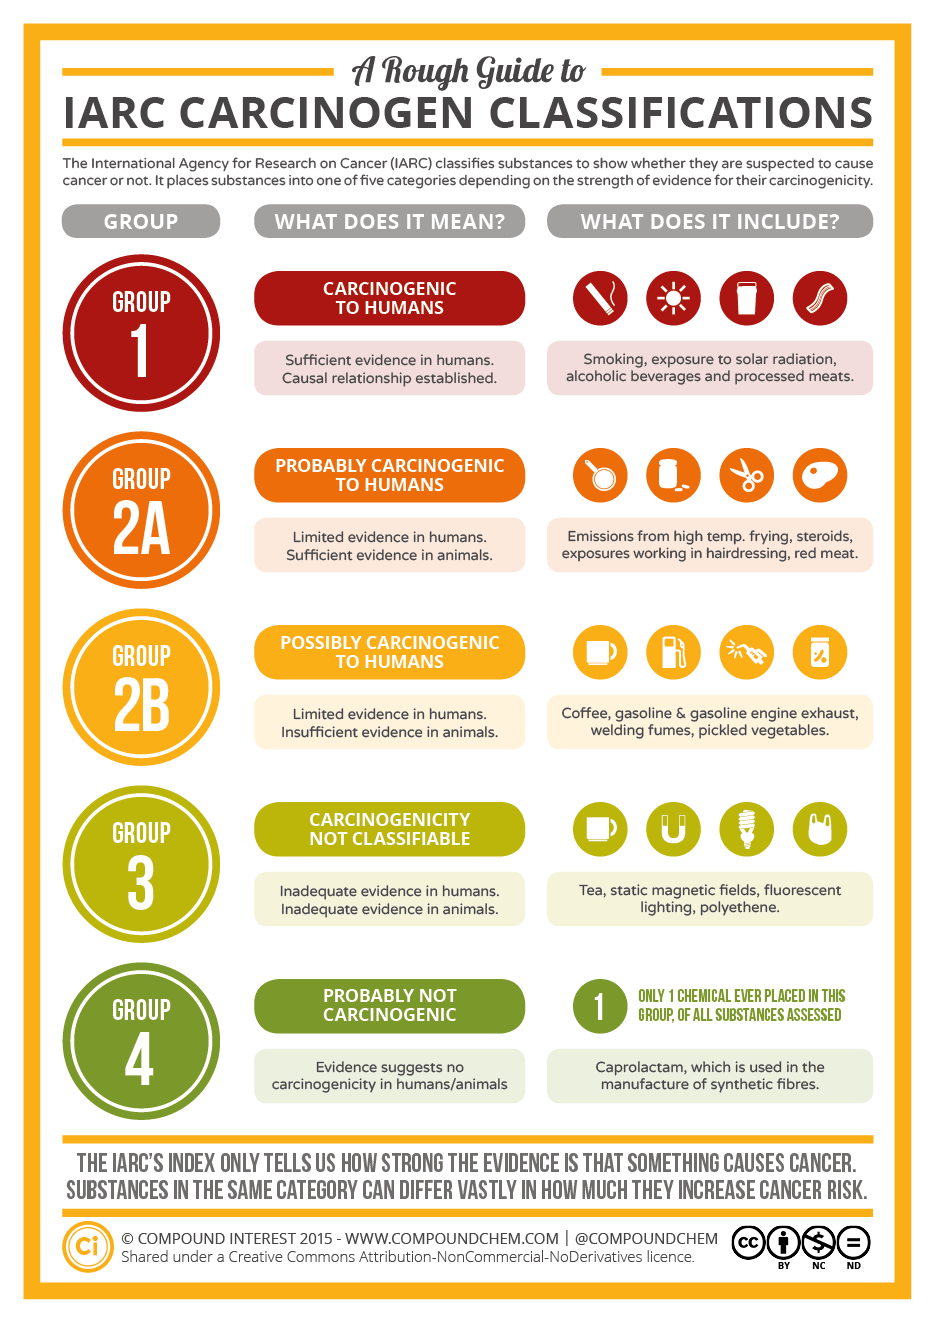 A Rough Guide to
IARC CARCINOGEN CLASSIFICATIONS
The International Agency for Research on Cancer (IARC) classifies substances to show whether they are suspected to cause
cancer or not. It places substances into one of five categories depending on the strength of evidence for their carcinogenicity.
GROUP
WHAT DOES IT MEAN?
WHAT DOES IT INCLUDE?
GROUP
1
CARCINOGENIC
TO HUMANS
Sufficient evidence in humans.
Causal relationship established.
Smoking, exposure to solar radiation,
alcoholic beverages and processed meats.
GROUP
2A
PROBABLY CARCINOGENIC
TO HUMANS
Limited evidence in humans.
Sufficient evidence in animals.
Emissions from high temp. frying, steroids,
exposures working in hairdressing, red meat.
GROUP
2B
POSSIBLY CARCINOGENIC
TO HUMANS
Limited evidence in humans.
Insufficient evidence in animals.
Coffee, gasoline & gasoline engine exhaust,
welding fumes, pickled vegetables.
GROUP
3
CARCINOGENICITY
NOT CLASSIFIABLE
Inadequate evidence in humans.
Inadequate evidence in animals.
Tea, static magnetic fields, fluorescent
lighting, polyethene.
GROUP
4
PROBABLY NOT
CARCINOGENIC
Evidence suggests no
carcinogenicity in humans/animals
1
ONLY 1 CHEMICAL EVER PLACED IN THIS
GROUP, OF ALL SUBSTANCES ASSESSED
Caprolactam, which is used in the
manufacture of synthetic fibres.
THE IARC'S INDEX ONLY TELLS US HOW STRONG THE EVIDENCE IS THAT SOMETHING CAUSES CANCER.
SUBSTANCES IN THE SAME CATEGORY CAN DIFFER VASTLY IN HOW MUCH THEY INCREASE CANCER RISK.
Ci
© COMPOUND INTEREST 2015 - WWW.COMPOUNDCHEM.COM | @COMPOUNDCHEM
Shared under a Creative Commons Attribution-NonCommercial-NoDerivatives licence.
cc
BY NC ND